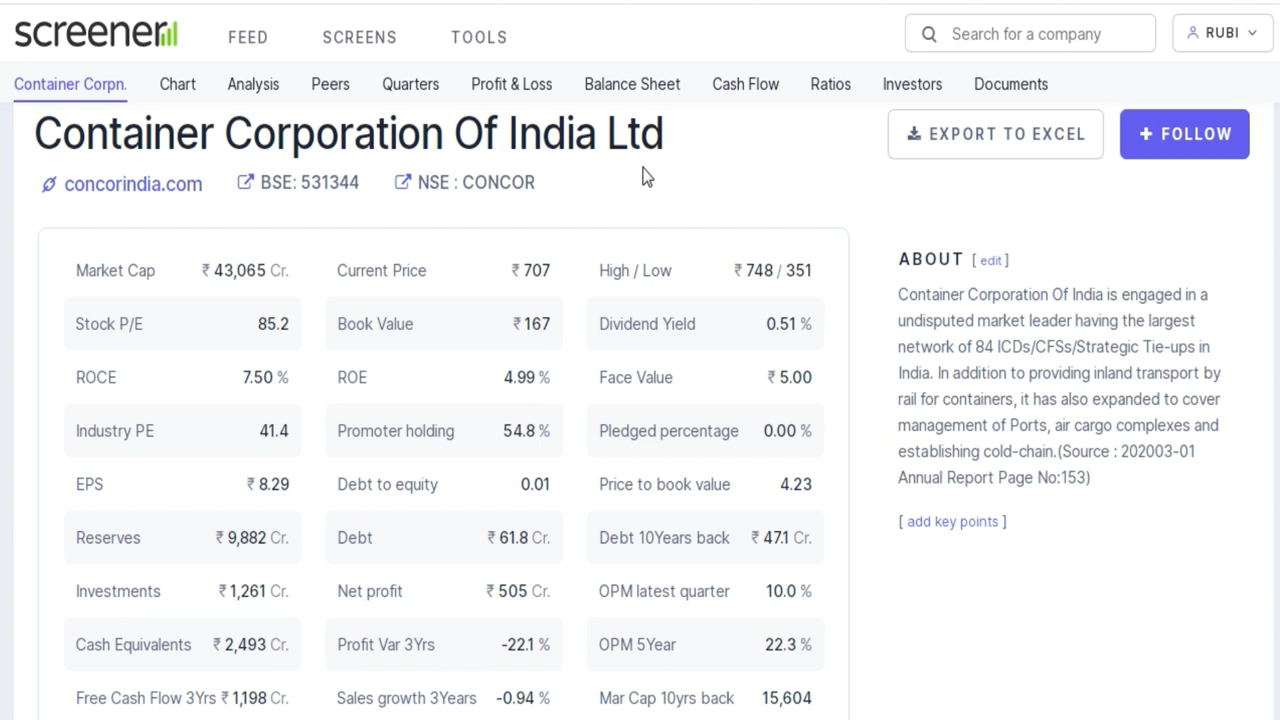 screener FEED SCREENS TOOLS Search for a company RUBI
Container Corpn. Chart Analysis Peers Quarters Profit & Loss Balance Sheet Cash Flow Ratios Investors Documents
Container Corporation Of India Ltd EXPORT TO EXCEL + FOLLOW
concorindia.com BSE: 531344 NSE : CONCOR
Market Cap ₹ 43,065 Cr. Current Price ₹ 707 High / Low ₹ 748 / 351
Stock P/E 85.2 Book Value ₹ 167 Dividend Yield 0.51 %
ROCE 7.50 % ROE 4.99 % Face Value ₹ 5.00
Industry PE 41.4 Promoter holding 54.8 % Pledged percentage 0.00 %
EPS ₹ 8.29 Debt to equity 0.01 Price to book value 4.23
Reserves ₹ 9,882 Cr. Debt ₹ 61.8 Cr. Debt 10Years back ₹ 47.1 Cr.
Investments ₹ 1,261 Cr. Net profit ₹ 505 Cr. OPM latest quarter 10.0 %
Cash Equivalents ₹ 2,493 Cr. Profit Var 3Yrs -22.1 % OPM 5Year 22.3 %
Free Cash Flow 3Yrs ₹ 1,198 Cr. Sales growth 3Years -0.94 % Mar Cap 10yrs back 15,604
ABOUT [ edit ]
Container Corporation Of India is engaged in a
undisputed market leader having the largest
network of 84 ICDs/CFSs/Strategic Tie-ups in
India. In addition to providing inland transport by
rail for containers, it has also expanded to cover
management of Ports, air cargo complexes and
establishing cold-chain.(Source : 202003-01
Annual Report Page No:153)
[ add key points ]